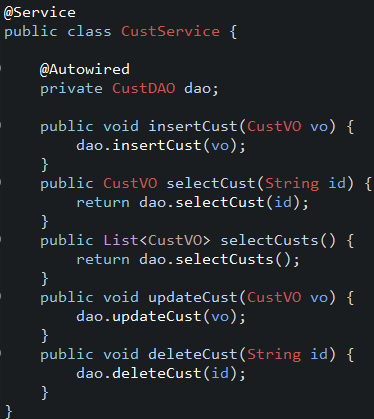 @Service
public class CustService {
@Autowired
private CustDAO dao;
public void insertCust(CustVO vo) {
dao.insertCust(vo);
}
public CustVO selectCust(String id) {
return dao.selectCust(id);
}
public List<CustVO> selectCusts() {
return dao.selectCusts();
}
public void updateCust(CustVO vo) {
dao.updateCust(vo);
}
public void deleteCust(String id) {
dao.deleteCust(id);
}
}